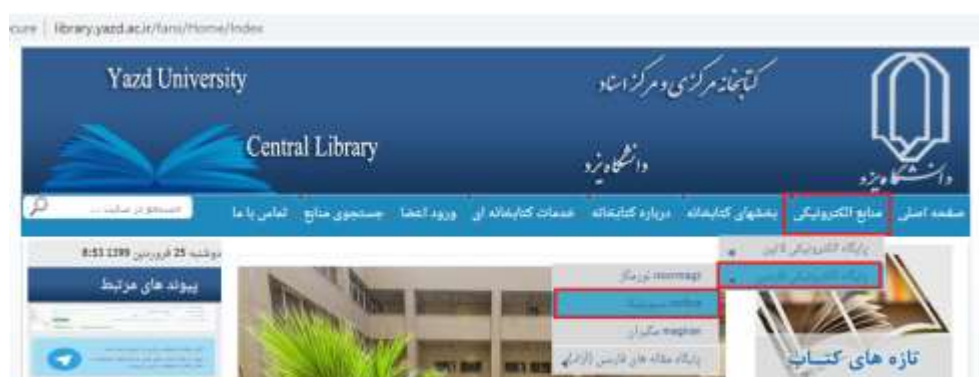 library.yazd.ac.ir/fans/Home/Index
Yazd University
Central Library
کتابخانه مرکزی و مرکز اسناد
دانشگاه یزد
دانشگاه یزد
صفحه اصلی
منابع الکترونیکی
بخشهای کتابخانه
درباره کتابخانه
خدمات کتابخانه ای
ورود اعضا
جستجوی منابع
تماس با ما
جستجو در سایت ...
دوشنبه 25 فروردین 1399 8:53
پایگاه الکترونیکی لاتین
پایگاه الکترونیکی فارسی
noormags نورمگز
magiran مگیران
پایگاه مقاله های فارسی (آزاد)
پیوند های مرتبط
تازه های کتاب